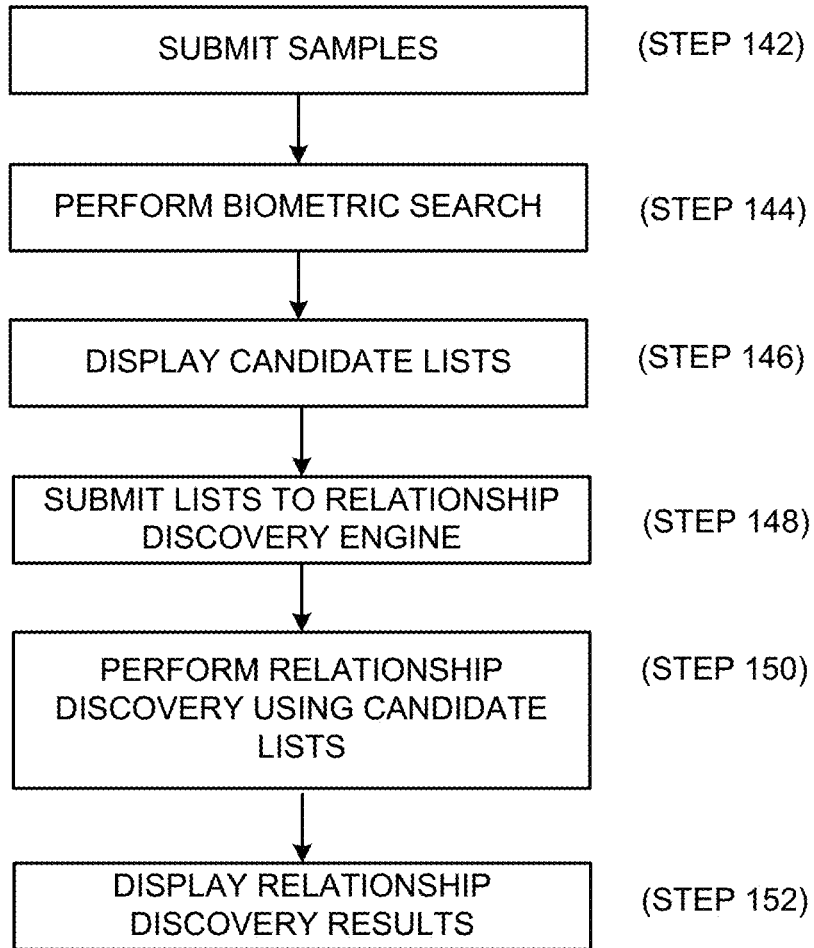 SUBMIT SAMPLES
(STEP 142)
PERFORM BIOMETRIC SEARCH
(STEP 144)
DISPLAY CANDIDATE LISTS
(STEP 146)
SUBMIT LISTS TO RELATIONSHIP
DISCOVERY ENGINE
(STEP 148)
PERFORM RELATIONSHIP
DISCOVERY USING CANDIDATE
LISTS
(STEP 150)
DISPLAY RELATIONSHIP
DISCOVERY RESULTS
(STEP 152)